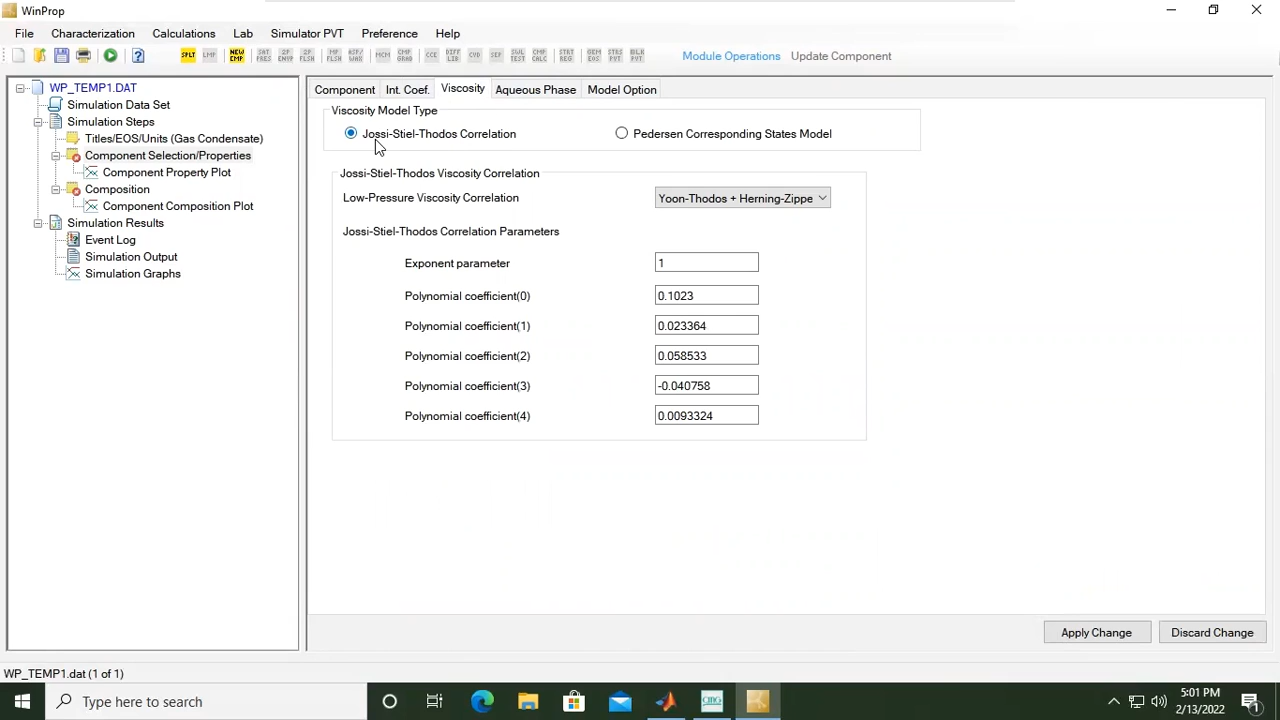 WinProp
File Characterization Calculations Lab Simulator PVT Preference Help
SPLT LMP NEW CMP Module Operations Update Component
WP_TEMP1.DAT
Simulation Data Set
Simulation Steps
Titles/EOS/Units (Gas Condensate)
Component Selection/Properties
Component Property Plot
Composition
Component Composition Plot
Simulation Results
Event Log
Simulation Output
Simulation Graphs
Component Int. Coef. Viscosity Aqueous Phase Model Option
Viscosity Model Type
Jossi-Stiel-Thodos Correlation Pedersen Corresponding States Model
Jossi-Stiel-Thodos Viscosity Correlation
Low-Pressure Viscosity Correlation Yoon-Thodos + Herning-Zippe
Jossi-Stiel-Thodos Correlation Parameters
Exponent parameter 1
Polynomial coefficient(0) 0.1023
Polynomial coefficient(1) 0.023364
Polynomial coefficient(2) 0.058533
Polynomial coefficient(3) -0.040758
Polynomial coefficient(4) 0.0093324
Apply Change Discard Change
WP_TEMP1.dat (1 of 1)
Type here to search
5:01 PM
2/13/2022